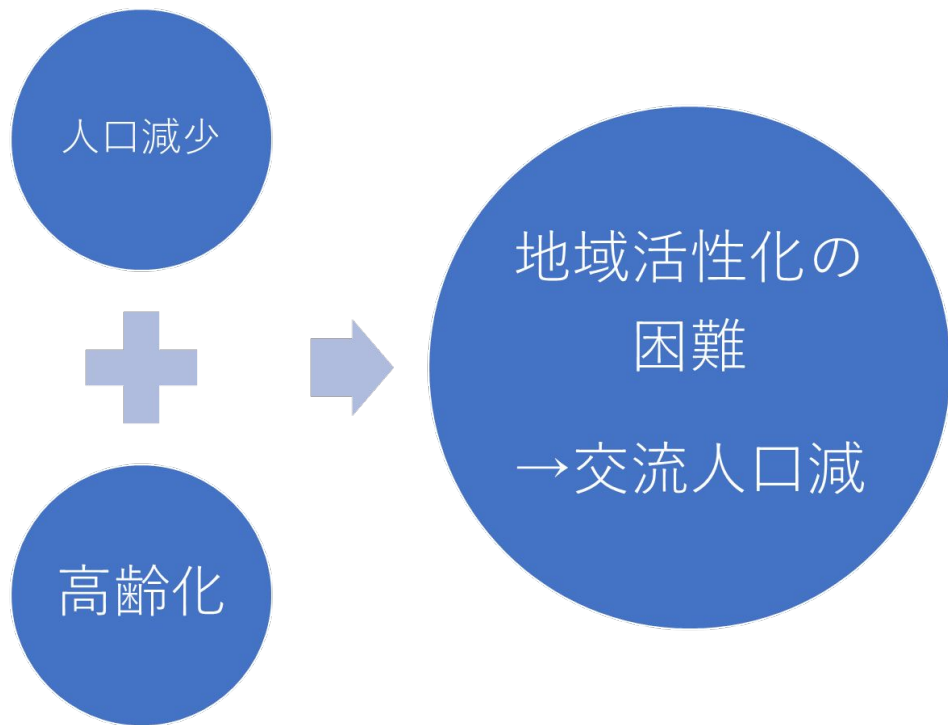 人口減少
高齢化
地域活性化の
困難
→交流人口減